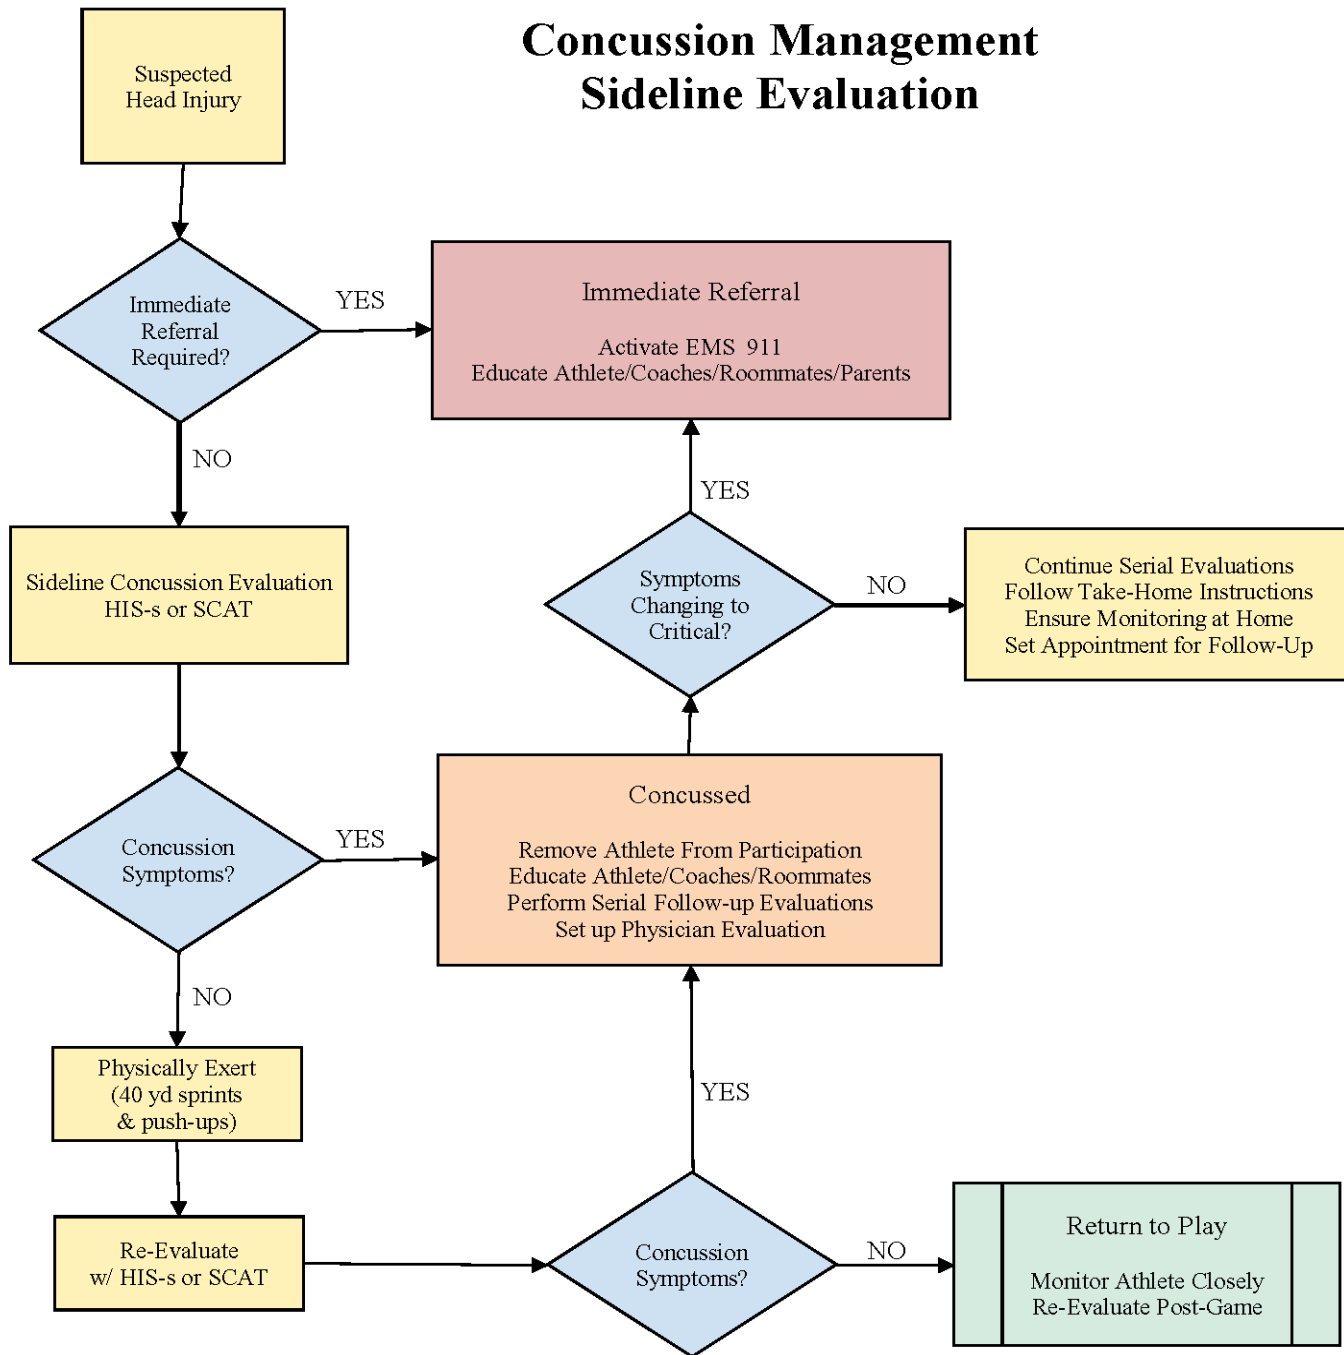 Concussion Management
Sideline Evaluation
Suspected
Head Injury
Immediate
Referral
Required?
YES
Immediate Referral
Activate EMS 911
Educate Athlete/Coaches/Roommates/Parents
NO
YES
Sideline Concussion Evaluation
HIS-s or SCAT
Symptoms
Changing to
Critical?
NO
Continue Serial Evaluations
Follow Take-Home Instructions
Ensure Monitoring at Home
Set Appointment for Follow-Up
Concussion
Symptoms?
YES
Concussed
Remove Athlete From Participation
Educate Athlete/Coaches/Roommates
Perform Serial Follow-up Evaluations
Set up Physician Evaluation
NO
Physically Exert
(40 yd sprints
& push-ups)
YES
Re-Evaluate
w/ HIS-s or SCAT
Concussion
Symptoms?
NO
Return to Play
Monitor Athlete Closely
Re-Evaluate Post-Game